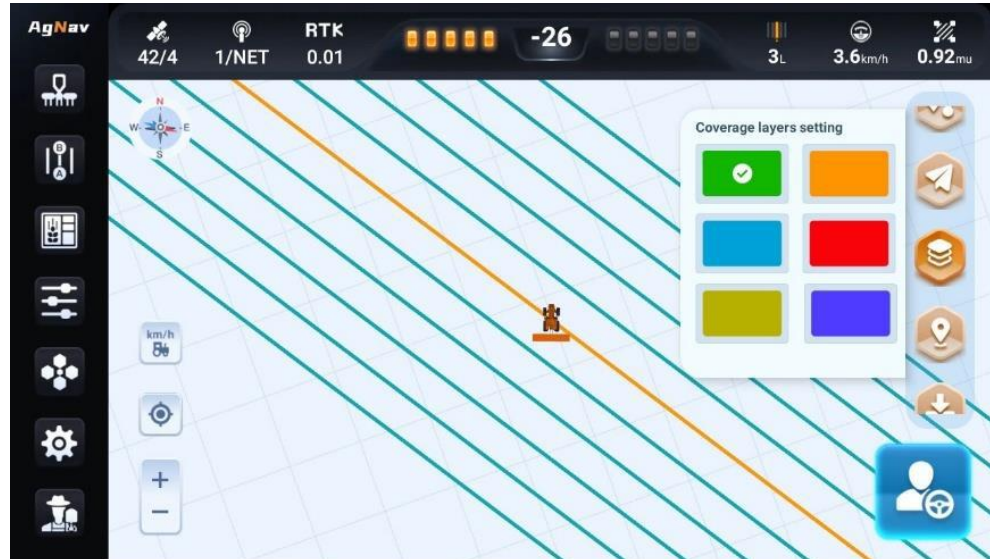 AgNav
42/4
1/NET
RTK
0.01
-26
3L
3.6km/h
0.92mu
N
W
E
S
Coverage layers setting
B
A
km/h
+
−